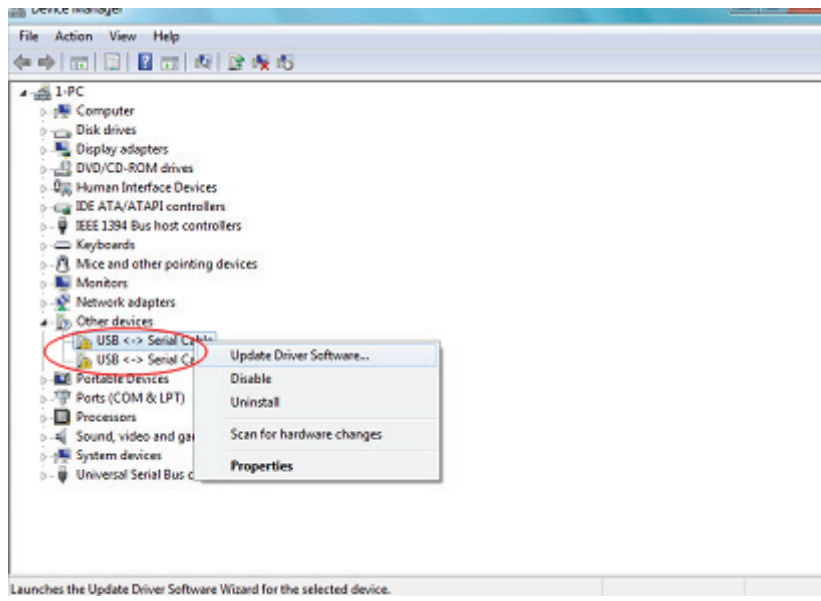 Device Manager
File Action View Help
1-PC
Computer
Disk drives
Display adapters
DVD/CD-ROM drives
Human Interface Devices
IDE ATA/ATAPI controllers
IEEE 1394 Bus host controllers
Keyboards
Mice and other pointing devices
Monitors
Network adapters
Other devices
USB <-> Serial Cable
USB <-> Serial
Portable Devices
Ports (COM & LPT)
Processors
Sound, video and
System devices
Universal Serial Bus
Update Driver Software...
Disable
Uninstall
Scan for hardware changes
Properties
Launches the Update Driver Software Wizard for the selected device.